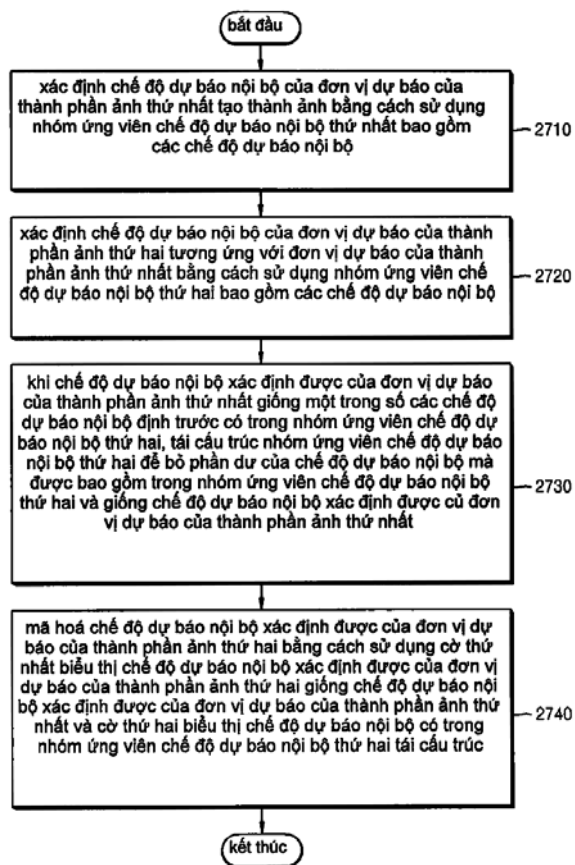 bắt đầu
xác định chế độ dự báo nội bộ của đơn vị dự báo của
thành phần ảnh thứ nhất tạo thành ảnh bằng cách sử dụng
nhóm ứng viên chế độ dự báo nội bộ thứ nhất bao gồm
các chế độ dự báo nội bộ
2710
xác định chế độ dự báo nội bộ của đơn vị dự báo của thành
phần ảnh thứ hai tương ứng với đơn vị dự báo của thành
phần ảnh thứ nhất bằng cách sử dụng nhóm ứng viên chế
độ dự báo nội bộ thứ hai bao gồm các chế độ dự báo nội bộ
2720
khi chế độ dự báo nội bộ xác định được của đơn vị dự báo
của thành phần ảnh thứ nhất giống một trong số các chế độ
dự báo nội bộ định trước có trong nhóm ứng viên chế độ dự
báo nội bộ thứ hai, tái cấu trúc nhóm ứng viên chế độ dự báo
nội bộ thứ hai để bỏ phần dư của chế độ dự báo nội bộ mà
được bao gồm trong nhóm ứng viên chế độ dự báo nội bộ
thứ hai và giống chế độ dự báo nội bộ xác định được củ đơn
vị dự báo của thành phần ảnh thứ nhất
2730
mã hoá chế độ dự báo nội bộ xác định được của đơn vị dự
báo của thành phần ảnh thứ hai bằng cách sử dụng cờ thứ
nhất biểu thị chế độ dự báo nội bộ xác định được của đơn vị
dự báo của thành phần ảnh thứ hai giống chế độ dự báo nội
bộ xác định được của đơn vị dự báo của thành phần ảnh thứ
nhất và cờ thứ hai biểu thị chế độ dự báo nội bộ có trong
nhóm ứng viên chế độ dự báo nội bộ thứ hai tái cấu trúc
2740
kết thúc